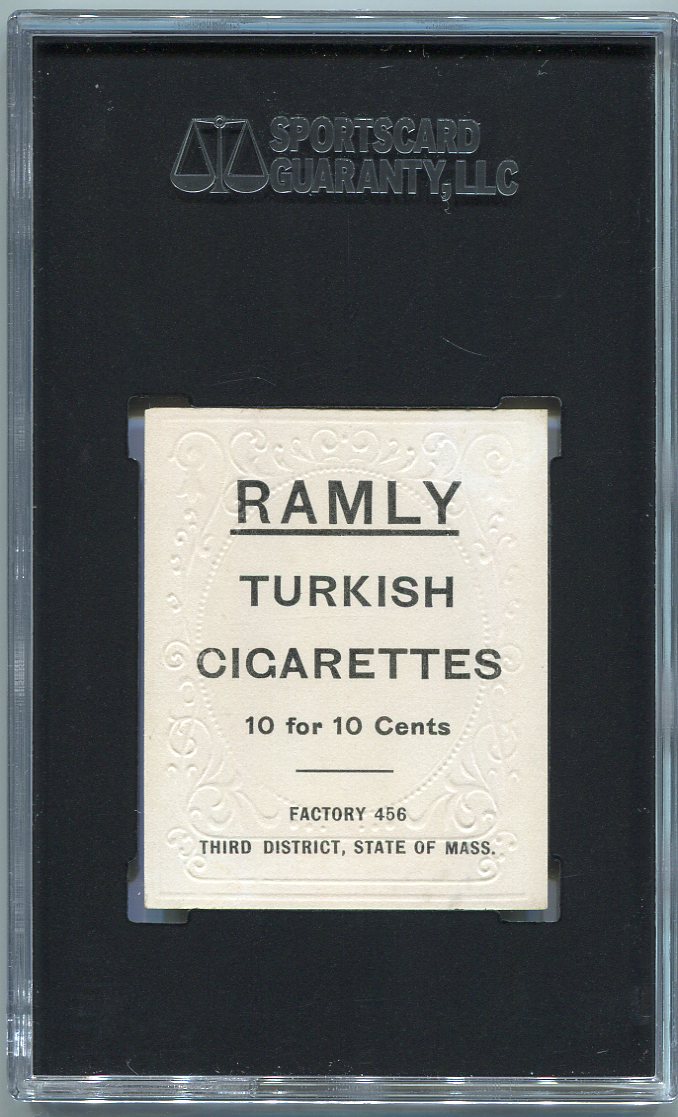 SPORTSCARD
GUARANTY, LLC
RAMLY
TURKISH
CIGARETTES
10 for 10 Cents
FACTORY 456
THIRD DISTRICT, STATE OF MASS.